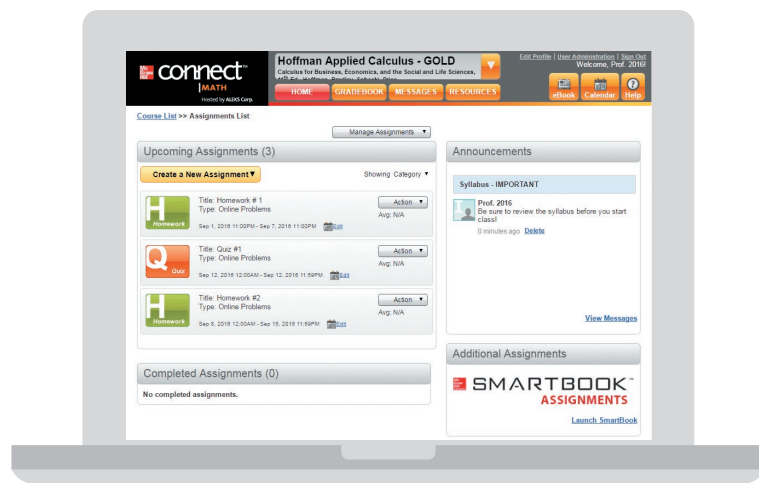 Mc
Graw
Hill
connect™
|MATH
Hosted by ALEKS Corp.
Hoffman Applied Calculus - GOLD
Calculus for Business, Economics, and the Social and Life Sciences,
Edit Profile | User Administration | Sign Out
Welcome, Prof. 2016!
HOME GRADEBOOK MESSAGES RESOURCES
eBook Calendar Help
Course List >> Assignments List
Manage Assignments ▼
Upcoming Assignments (3)
Create a New Assignment ▼
Showing Category ▼
H
Homework
Title: Homework # 1
Type: Online Problems
Sep 1, 2016 11:00PM - Sep 7, 2016 11:00PM Edit
Action ▼
Avg: N/A
Q
Quiz
Title: Quiz #1
Type: Online Problems
Sep 12, 2016 12:00AM - Sep 12, 2016 11:59PM Edit
Action ▼
Avg: N/A
H
Homework
Title: Homework #2
Type: Online Problems
Sep 8, 2016 12:00AM - Sep 15, 2016 11:59PM Edit
Action ▼
Avg: N/A
Completed Assignments (0)
No completed assignments.
Announcements
Syllabus - IMPORTANT
Prof. 2016
Be sure to review the syllabus before you start
class!
0 minutes ago Delete
View Messages
Additional Assignments
SMARTBOOK™
ASSIGNMENTS
Launch SmartBook